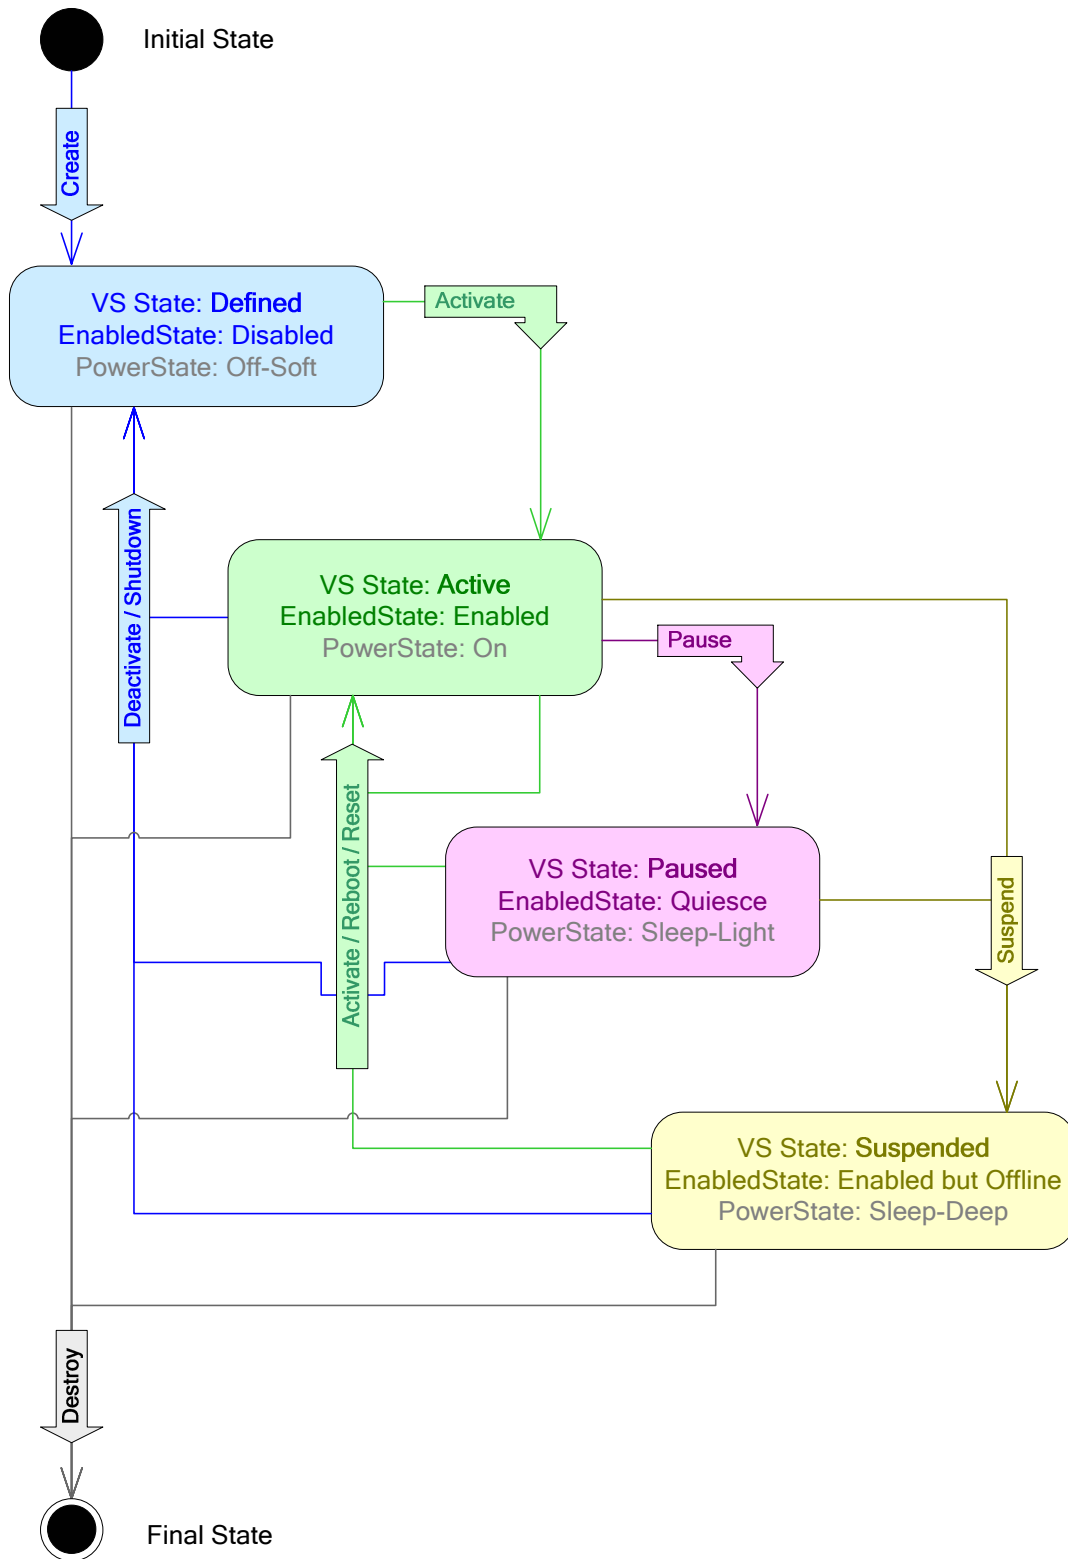 Initial State
Create
VS State: Defined
EnabledState: Disabled
PowerState: Off-Soft
Activate
Deactivate / Shutdown
VS State: Active
EnabledState: Enabled
PowerState: On
Pause
Activate / Reboot / Reset
VS State: Paused
EnabledState: Quiesce
PowerState: Sleep-Light
Suspend
VS State: Suspended
EnabledState: Enabled but Offline
PowerState: Sleep-Deep
Destroy
Final State